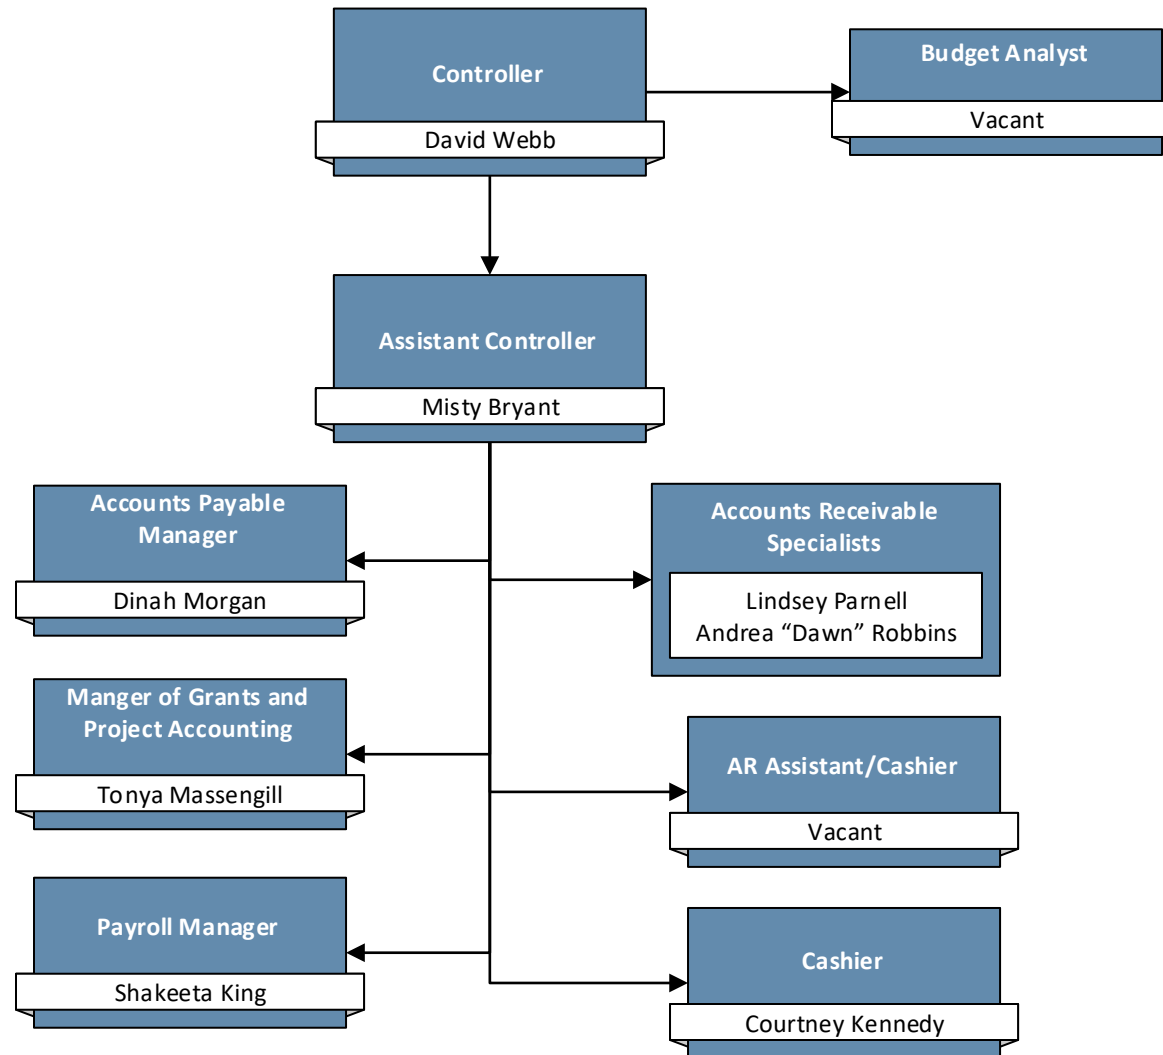 Controller
David Webb
Budget Analyst
Vacant
Assistant Controller
Misty Bryant
Accounts Payable
Manager
Dinah Morgan
Accounts Receivable
Specialists
Lindsey Parnell
Andrea “Dawn” Robbins
Manger of Grants and
Project Accounting
Tonya Massengill
AR Assistant/Cashier
Vacant
Payroll Manager
Shakeeta King
Cashier
Courtney Kennedy